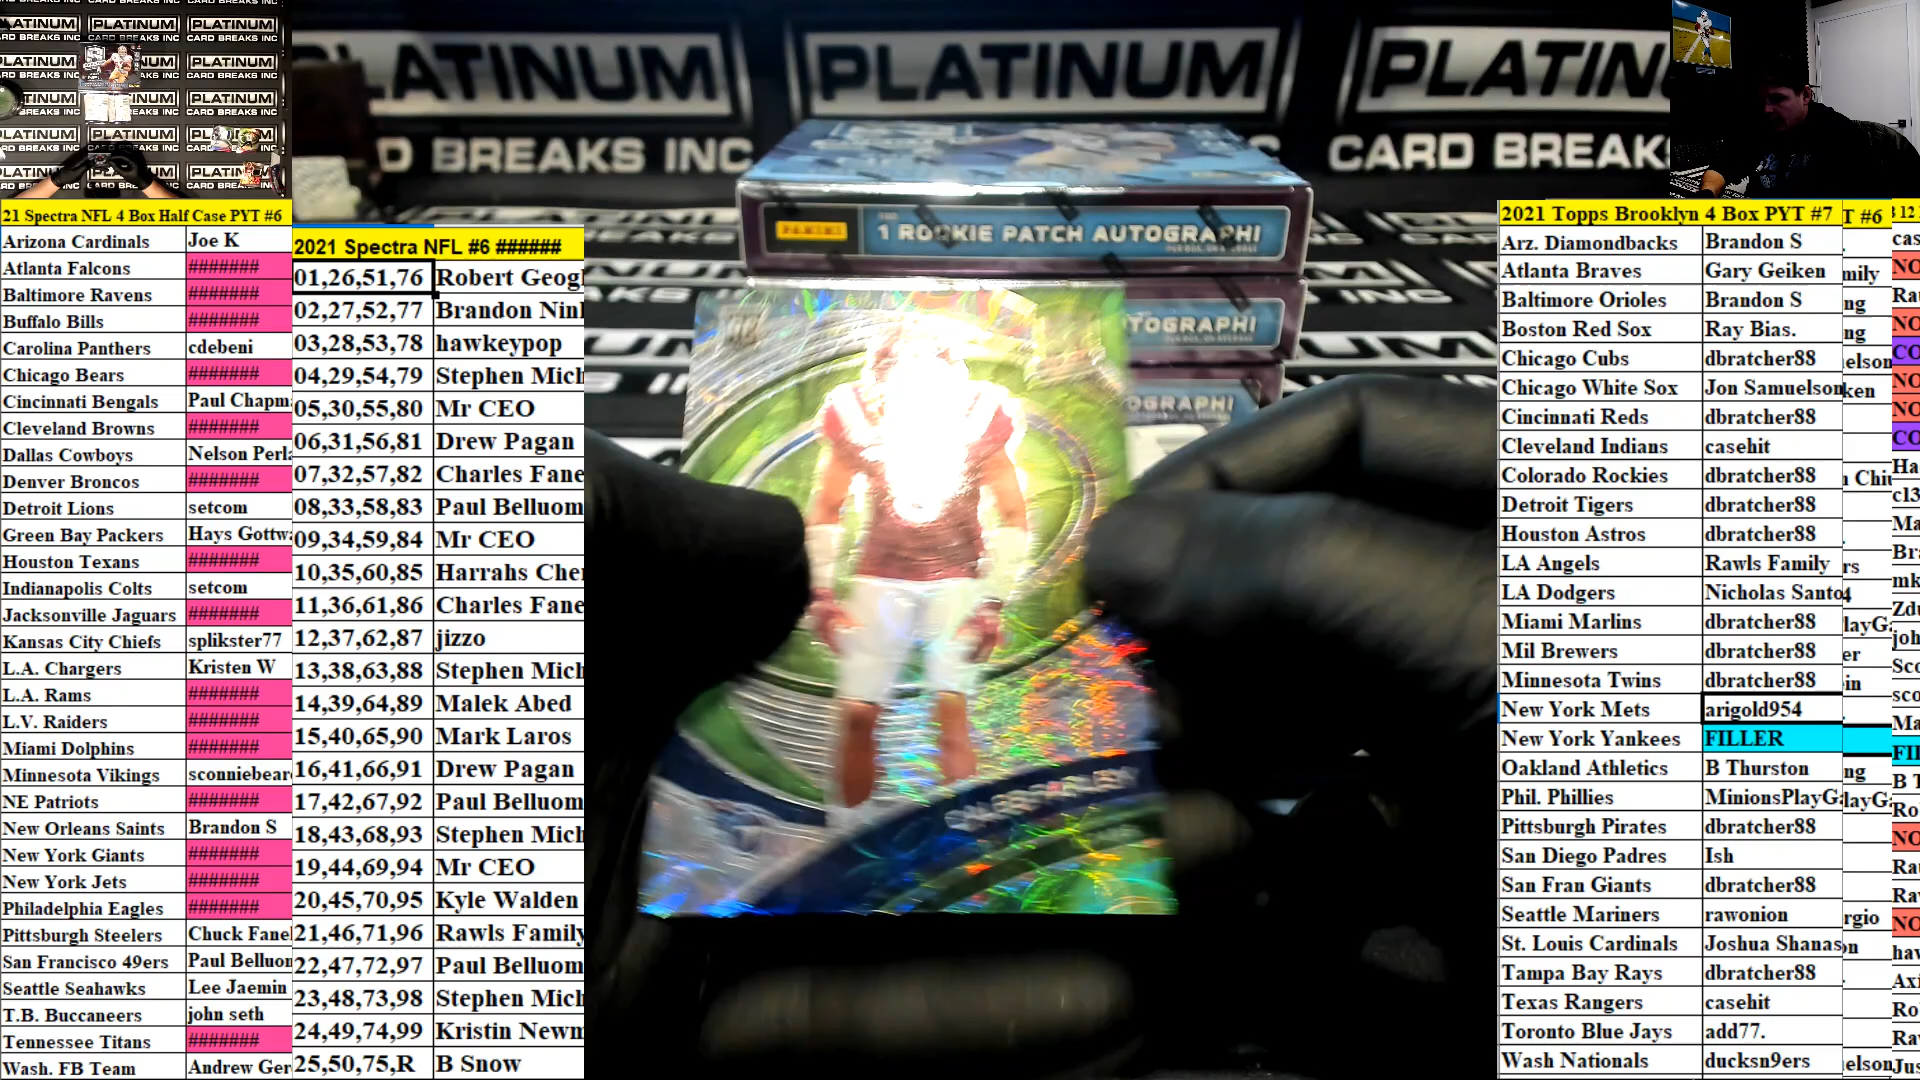 PLATINUM
CARD BREAKS INC
PLATINUM
PLATINUM
PLATIN
D BREAKS INC
CARD BREAKS INC
CARD BREAK
PANINI
1 ROOKIE PATCH AUTOGRAPH!
TOGRAPH!
OGRAPH!
21 Spectra NFL 4 Box Half Case PYT #6
Arizona Cardinals Joe K
Atlanta Falcons #######
Baltimore Ravens #######
Buffalo Bills #######
Carolina Panthers cdebeni
Chicago Bears #######
Cincinnati Bengals Paul Chapm
Cleveland Browns #######
Dallas Cowboys Nelson Perla
Denver Broncos #######
Detroit Lions setcom
Green Bay Packers Hays Gottwa
Houston Texans #######
Indianapolis Colts setcom
Jacksonville Jaguars #######
Kansas City Chiefs splikster77
L.A. Chargers Kristen W
L.A. Rams #######
L.V. Raiders #######
Miami Dolphins #######
Minnesota Vikings sconniebear
NE Patriots #######
New Orleans Saints Brandon S
New York Giants #######
New York Jets #######
Philadelphia Eagles #######
Pittsburgh Steelers Chuck Fanel
San Francisco 49ers Paul Belluon
Seattle Seahawks Lee Jaemin
T.B. Buccaneers john seth
Tennessee Titans #######
Wash. FB Team Andrew Ger
2021 Spectra NFL #6 ######
01,26,51,76 Robert Geogl
02,27,52,77 Brandon Nin
03,28,53,78 hawkeypop
04,29,54,79 Stephen Mich
05,30,55,80 Mr CEO
06,31,56,81 Drew Pagan
07,32,57,82 Charles Fane
08,33,58,83 Paul Belluom
09,34,59,84 Mr CEO
10,35,60,85 Harrahs Cher
11,36,61,86 Charles Fane
12,37,62,87 jizzo
13,38,63,88 Stephen Mich
14,39,64,89 Malek Abed
15,40,65,90 Mark Laros
16,41,66,91 Drew Pagan
17,42,67,92 Paul Belluom
18,43,68,93 Stephen Mich
19,44,69,94 Mr CEO
20,45,70,95 Kyle Walden
21,46,71,96 Rawls Family
22,47,72,97 Paul Belluom
23,48,73,98 Stephen Mich
24,49,74,99 Kristin Newm
25,50,75,R B Snow
2021 Topps Brooklyn 4 Box PYT #7
Arz. Diamondbacks Brandon S
Atlanta Braves Gary Geiken
Baltimore Orioles Brandon S
Boston Red Sox Ray Bias.
Chicago Cubs dbratcher88
Chicago White Sox Jon Samuelson
Cincinnati Reds dbratcher88
Cleveland Indians casehit
Colorado Rockies dbratcher88
Detroit Tigers dbratcher88
Houston Astros dbratcher88
LA Angels Rawls Family
LA Dodgers Nicholas Santo
Miami Marlins dbratcher88
Mil Brewers dbratcher88
Minnesota Twins dbratcher88
New York Mets arigold954
New York Yankees FILLER
Oakland Athletics B Thurston
Phil. Phillies MinionsPlayGa
Pittsburgh Pirates dbratcher88
San Diego Padres Ish
San Fran Giants dbratcher88
Seattle Mariners rawonion
St. Louis Cardinals Joshua Shanas
Tampa Bay Rays dbratcher88
Texas Rangers casehit
Toronto Blue Jays add77.
Wash Nationals ducksn9ers